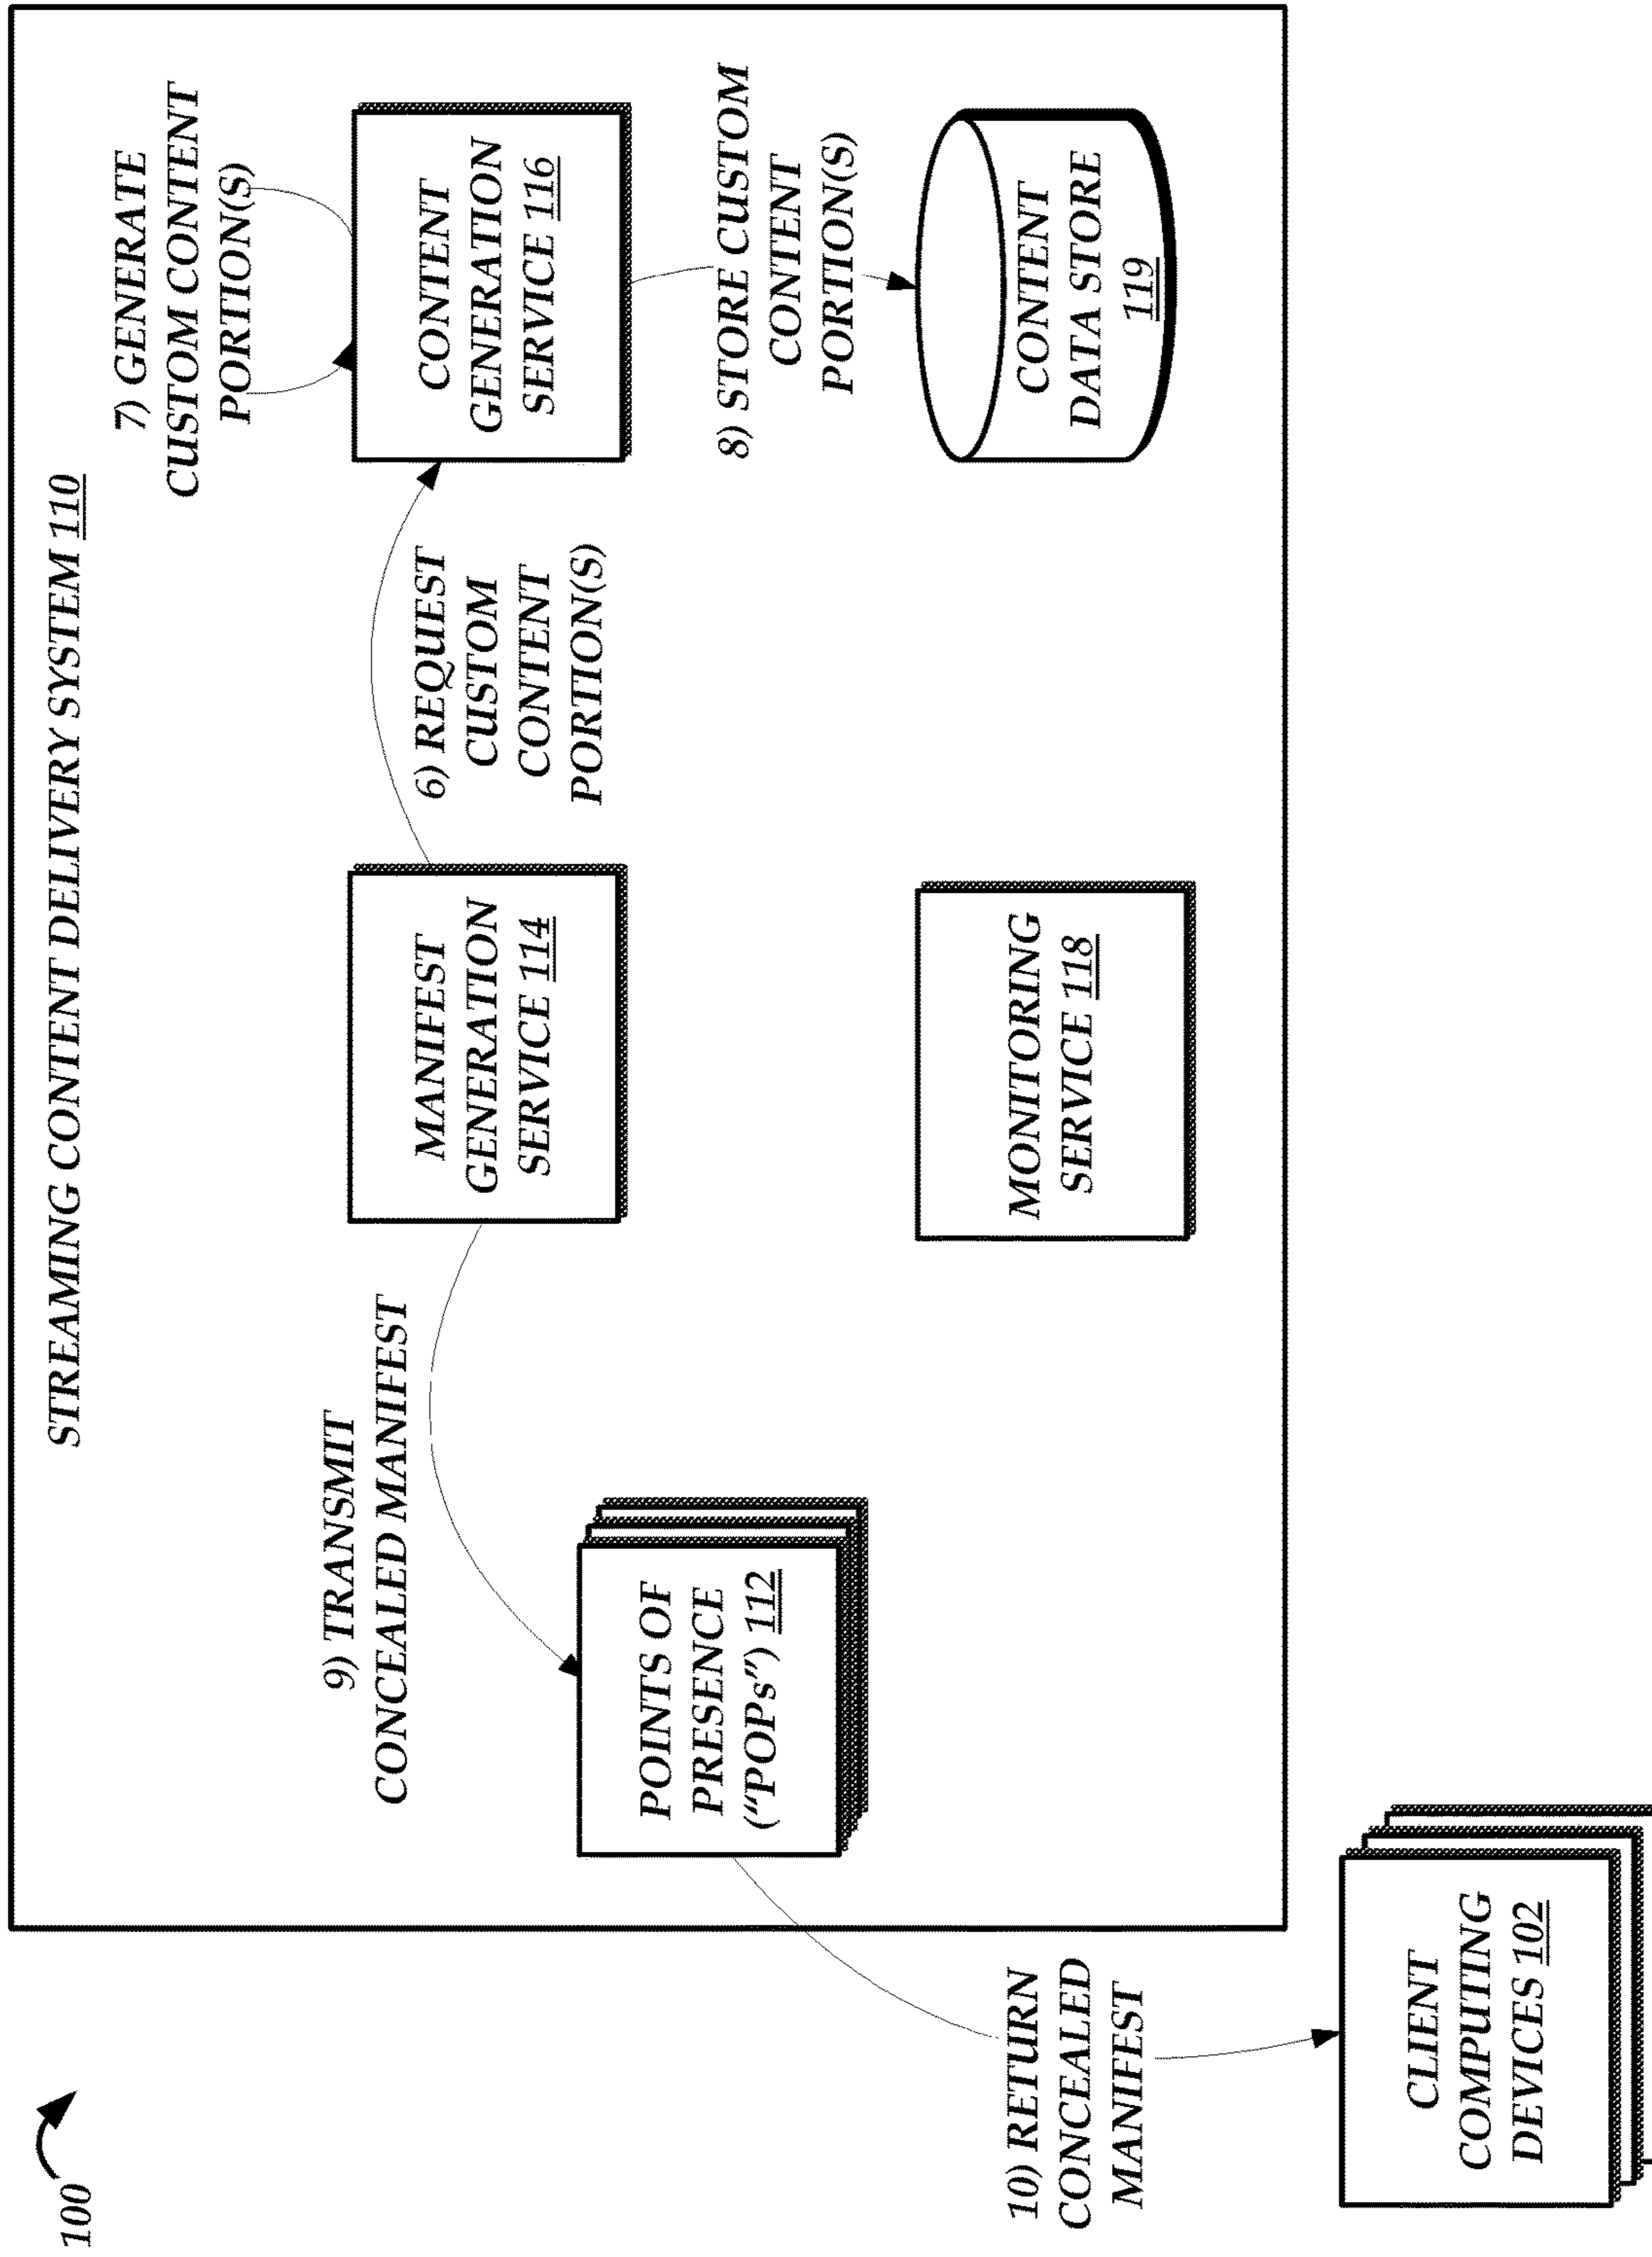 100
STREAMING CONTENT DELIVERY SYSTEM 110
7) GENERATE
CUSTOM CONTENT
PORTION(S)
9) TRANSMIT
CONCEALED MANIFEST
MANIFEST
GENERATION
SERVICE 114
6) REQUEST
CUSTOM
CONTENT
PORTION(S)
CONTENT
GENERATION
SERVICE 116
POINTS OF
PRESENCE
(“POPs”) 112
8) STORE CUSTOM
CONTENT
PORTION(S)
10) RETURN
CONCEALED
MANIFEST
MONITORING
SERVICE 118
CONTENT
DATA STORE
119
CLIENT
COMPUTING
DEVICES 102